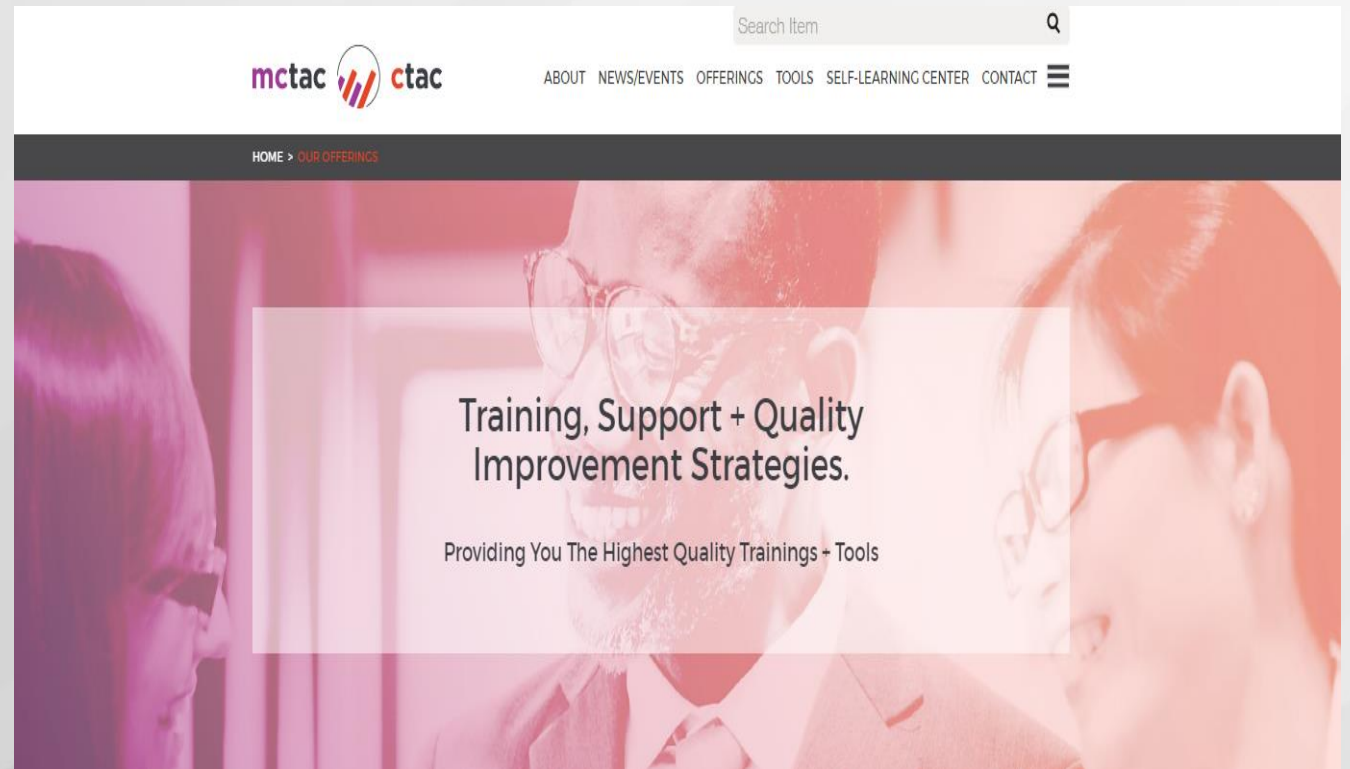 Search Item
mctac ctac
ABOUT NEWS/EVENTS OFFERINGS TOOLS SELF-LEARNING CENTER CONTACT
HOME > OUR OFFERINGS
Training, Support + Quality
Improvement Strategies.
Providing You The Highest Quality Trainings + Tools